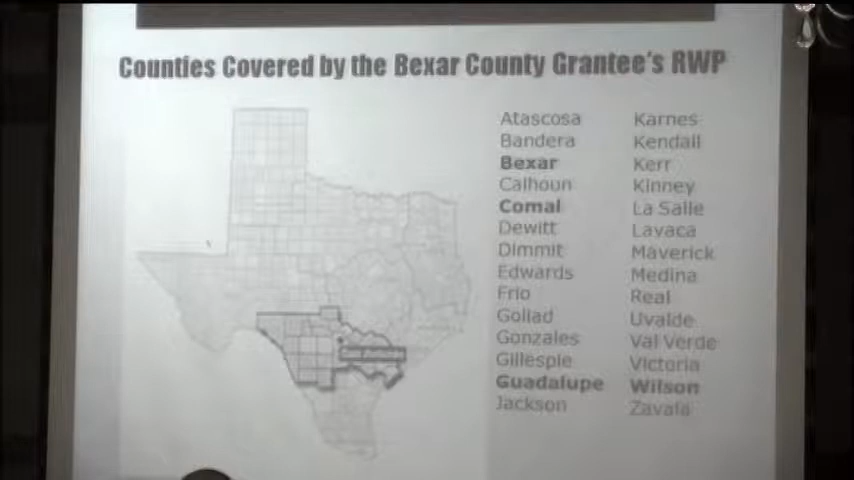 Counties Covered by the Bexar County Grantee's RWP
Atascosa
Bandera
Bexar
Calhoun
Comal
Dewitt
Dimmit
Edwards
Frio
Goliad
Gonzales
Gillespie
Guadalupe
Jackson
Karnes
Kendall
Kerr
Kinney
La Salle
Lavaca
Maverick
Medina
Real
Uvalde
Val Verde
Victoria
Wilson
Zavala